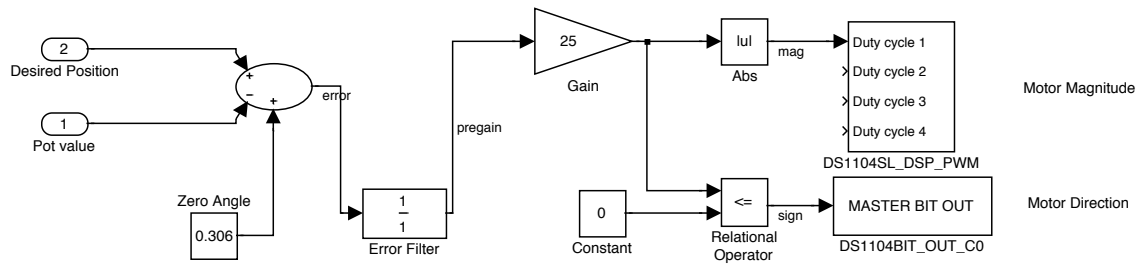 2
Desired Position
1
Pot value
+
−
+
error
Zero Angle
0.306
1
1
Error Filter
pregain
25
Gain
|u|
Abs
mag
Duty cycle 1
Duty cycle 2
Duty cycle 3
Duty cycle 4
DS1104SL_DSP_PWM
Motor Magnitude
0
Constant
<=
Relational
Operator
sign
MASTER BIT OUT
DS1104BIT_OUT_C0
Motor Direction